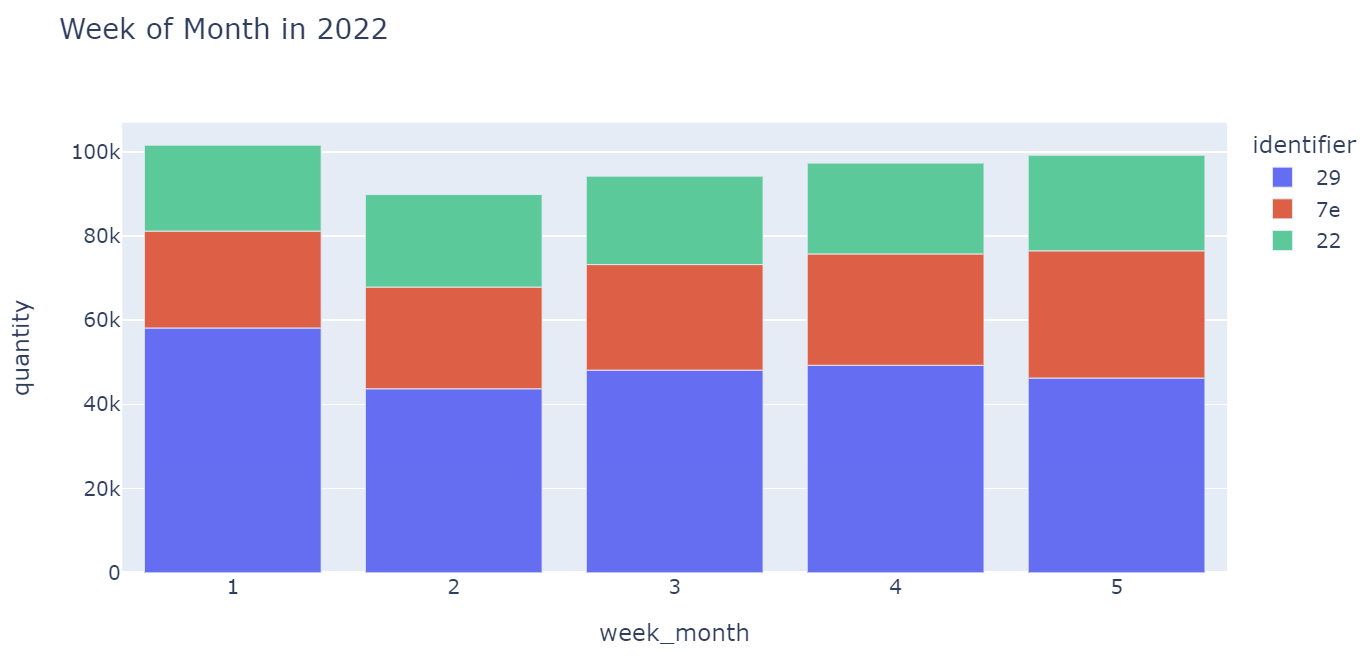 Week of Month in 2022
quantity
100k
80k
60k
40k
20k
0
1 2 3 4 5
week_month
identifier
29
7e
22